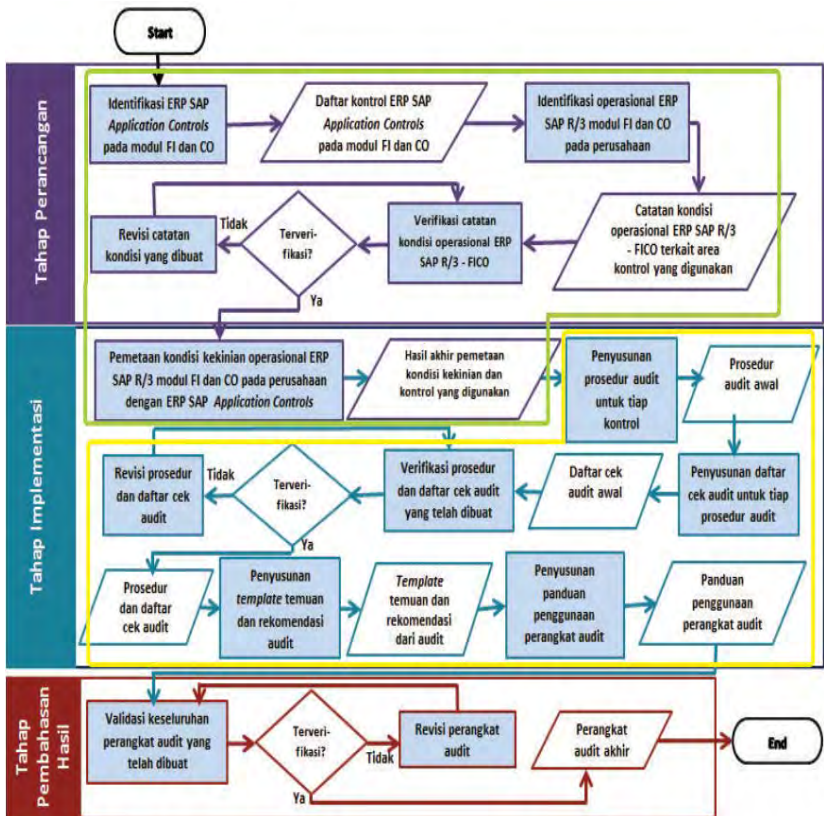 Start
Tahap Perancangan
Identifikasi ERP SAP
Application Controls
pada modul FI dan CO
Daftar kontrol ERP SAP
Application Controls
pada modul FI dan CO
Identifikasi operasional ERP
SAP R/3 modul FI dan CO
pada perusahaan
Revisi catatan
kondisi yang dibuat
Tidak
Terveri-
fikasi?
Verifikasi catatan
kondisi operasional ERP
SAP R/3 - FICO
Catatan kondisi
operasional ERP SAP R/3
- FICO terkait area
kontrol yang digunakan
Ya
Tahap Implementasi
Pemetaan kondisi kekinian operasional ERP
SAP R/3 modul FI dan CO pada perusahaan
dengan ERP SAP Application Controls
Hasil akhir pemetaan
kondisi kekinian dan
kontrol yang digunakan
Penyusunan
prosedur audit
untuk tiap
kontrol
Prosedur
audit awal
Revisi prosedur
dan daftar cek
audit
Tidak
Terveri-
fikasi?
Verifikasi prosedur
dan daftar cek audit
yang telah dibuat
Daftar cek
audit awal
Penyusunan daftar
cek audit untuk tiap
prosedur audit
Ya
Prosedur
dan daftar
cek audit
Penyusunan
template temuan
dan rekomendasi
audit
Template
temuan dan
rekomendasi
dari audit
Penyusunan
panduan
penggunaan
perangkat audit
Panduan
penggunaan
perangkat audit
Tahap
Pembahasan
Hasil
Validasi keseluruhan
perangkat audit yang
telah dibuat
Terveri-
fikasi?
Tidak
Revisi perangkat
audit
Perangkat
audit akhir
End
Ya